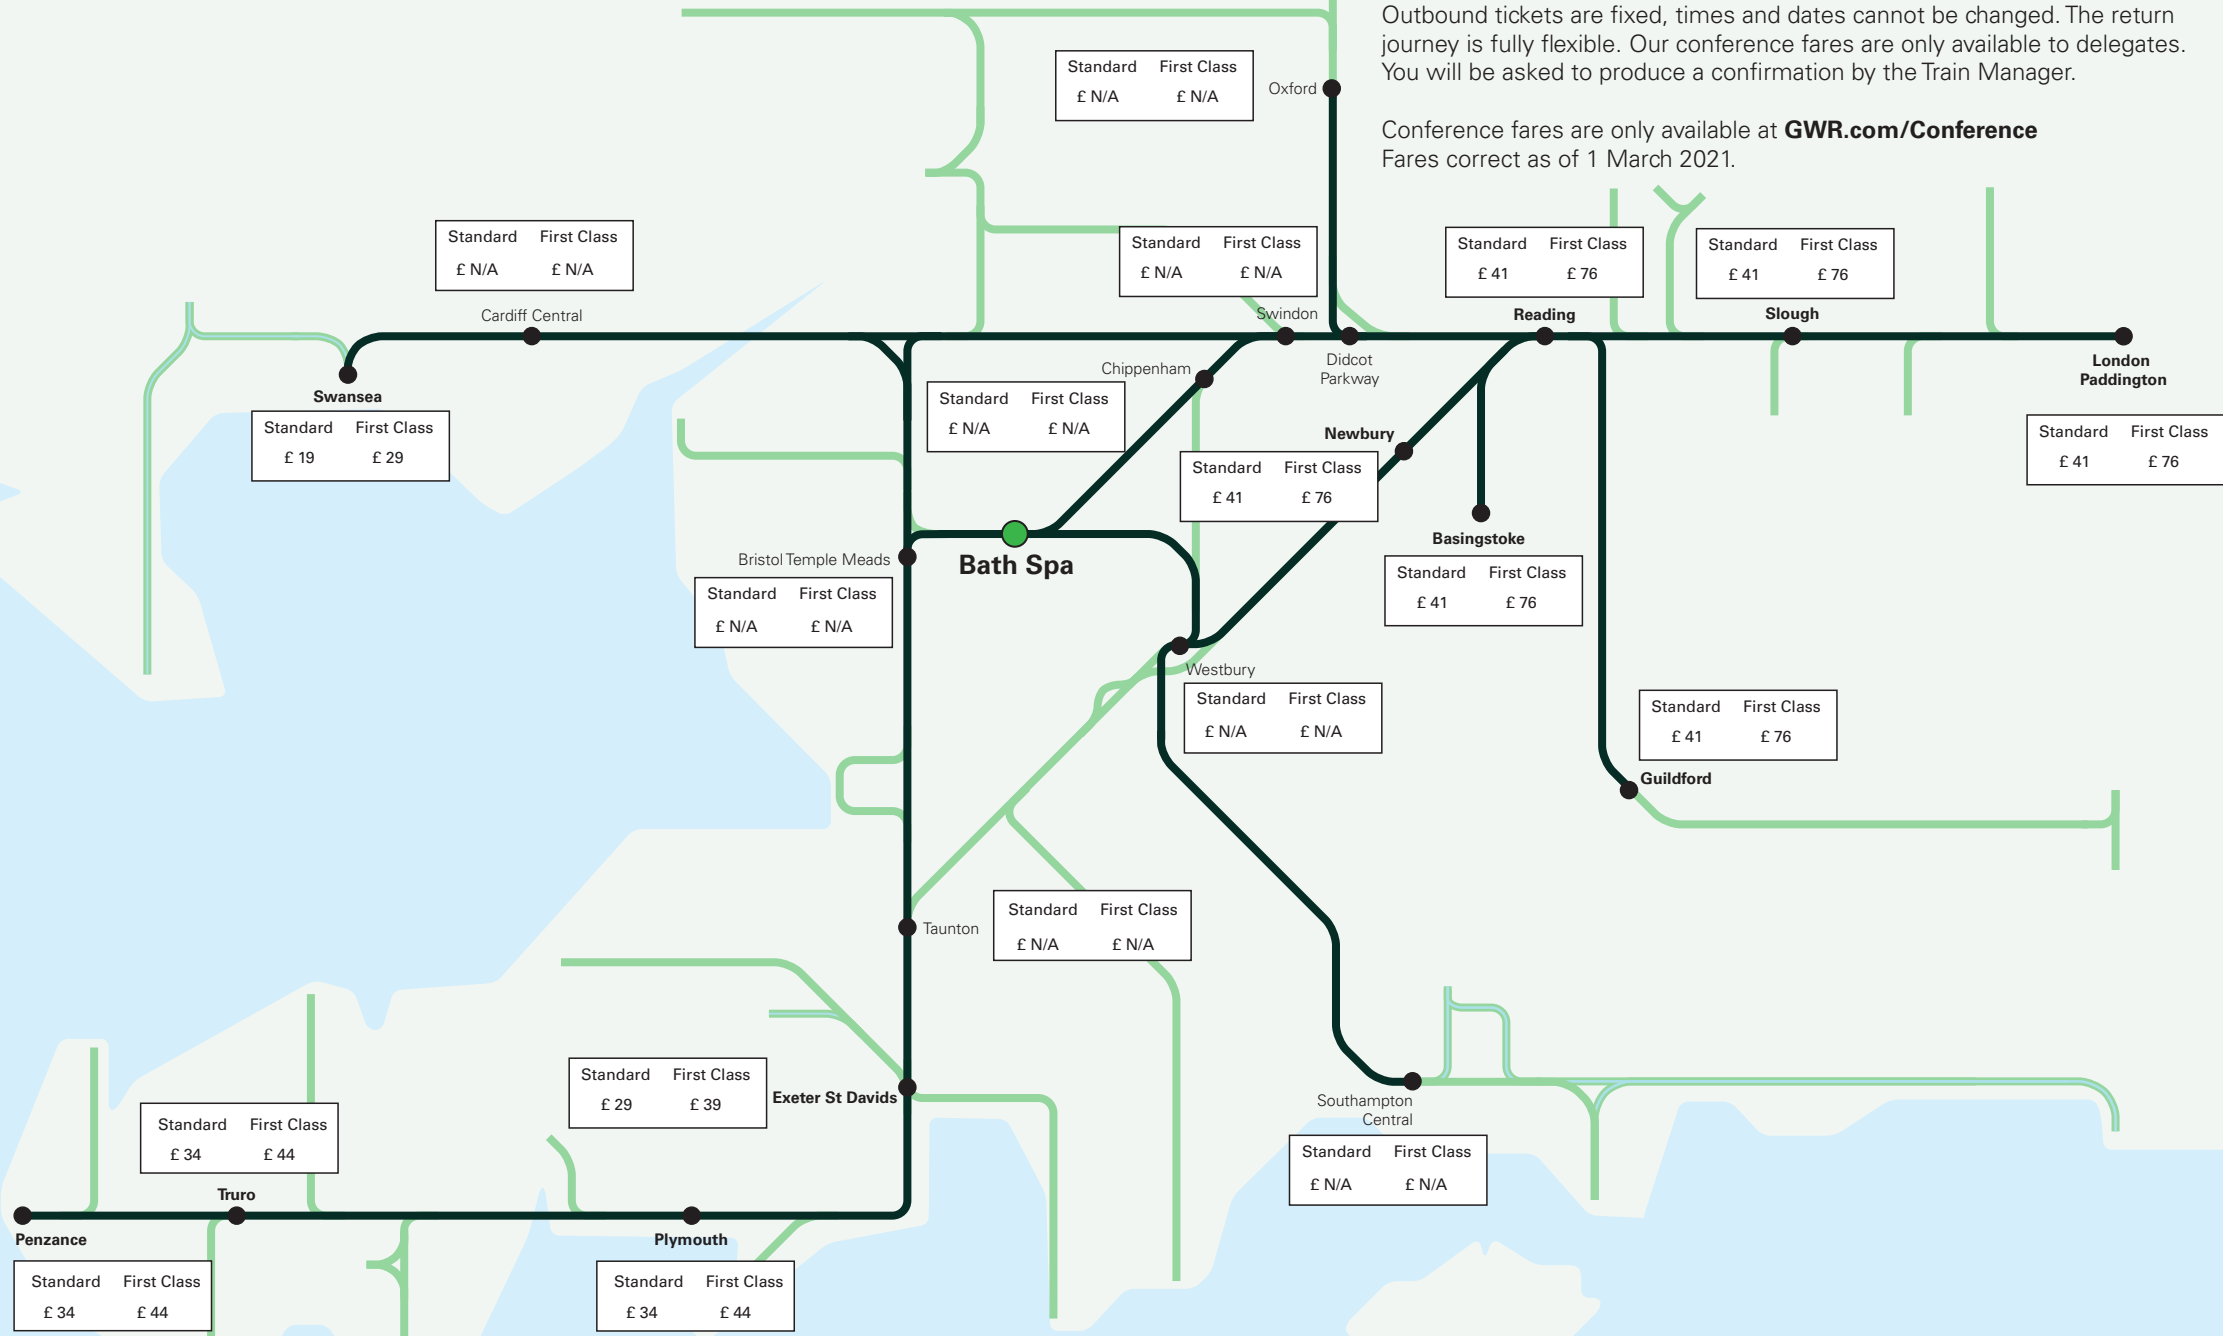 Outbound tickets are fixed, times and dates cannot be changed. The return
journey is fully flexible. Our conference fares are only available to delegates.
You will be asked to produce a confirmation by the Train Manager.
Conference fares are only available at GWR.com/Conference
Fares correct as of 1 March 2021.
Standard First Class
£ N/A £ N/A
Oxford
Standard First Class
£ N/A £ N/A
Cardiff Central
Standard First Class
£ N/A £ N/A
Swindon
Standard First Class
£ 41 £ 76
Reading
Standard First Class
£ 41 £ 76
Slough
Didcot
Parkway
London
Paddington
Standard First Class
£ 41 £ 76
Swansea
Standard First Class
£ 19 £ 29
Chippenham
Standard First Class
£ N/A £ N/A
Newbury
Standard First Class
£ 41 £ 76
Basingstoke
Standard First Class
£ 41 £ 76
Bath Spa
Bristol Temple Meads
Standard First Class
£ N/A £ N/A
Westbury
Standard First Class
£ N/A £ N/A
Standard First Class
£ 41 £ 76
Guildford
Taunton
Standard First Class
£ N/A £ N/A
Standard First Class
£ 29 £ 39
Exeter St Davids
Southampton
Central
Standard First Class
£ N/A £ N/A
Standard First Class
£ 34 £ 44
Truro
Penzance
Standard First Class
£ 34 £ 44
Plymouth
Standard First Class
£ 34 £ 44